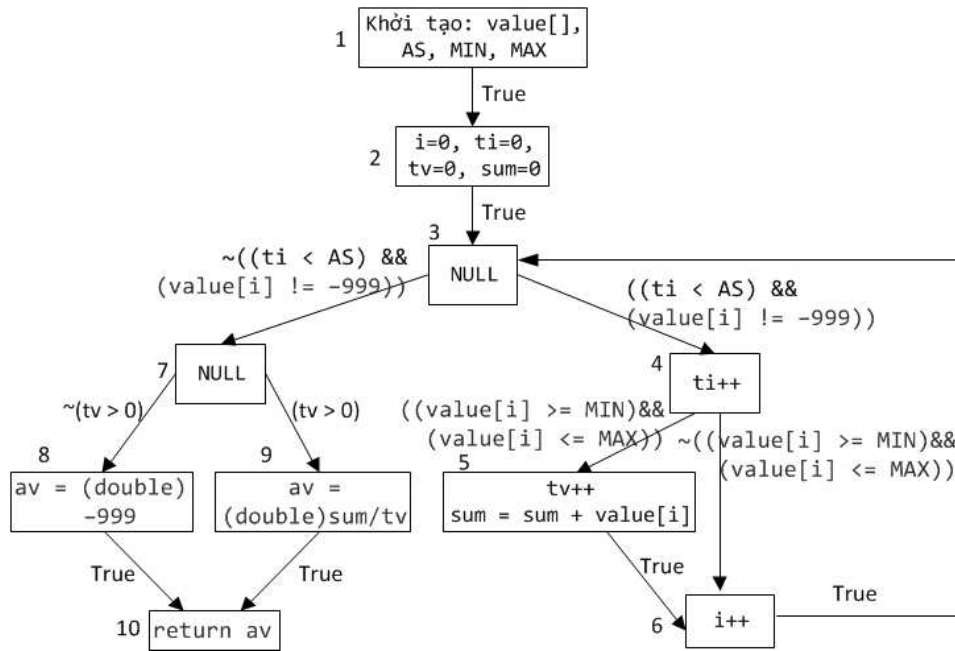 1
Khởi tạo: value[],
AS, MIN, MAX
True
2
i=0, ti=0,
tv=0, sum=0
True
3
NULL
~((ti < AS) &&
(value[i] != −999))
((ti < AS) &&
(value[i] != −999))
7
NULL
4
ti++
~(tv > 0)
(tv > 0)
((value[i] >= MIN)&&
(value[i] <= MAX))
~((value[i] >= MIN)&&
(value[i] <= MAX))
8
av = (double)
−999
9
av =
(double)sum/tv
5
tv++
sum = sum + value[i]
True
True
True
10
return av
6
i++
True